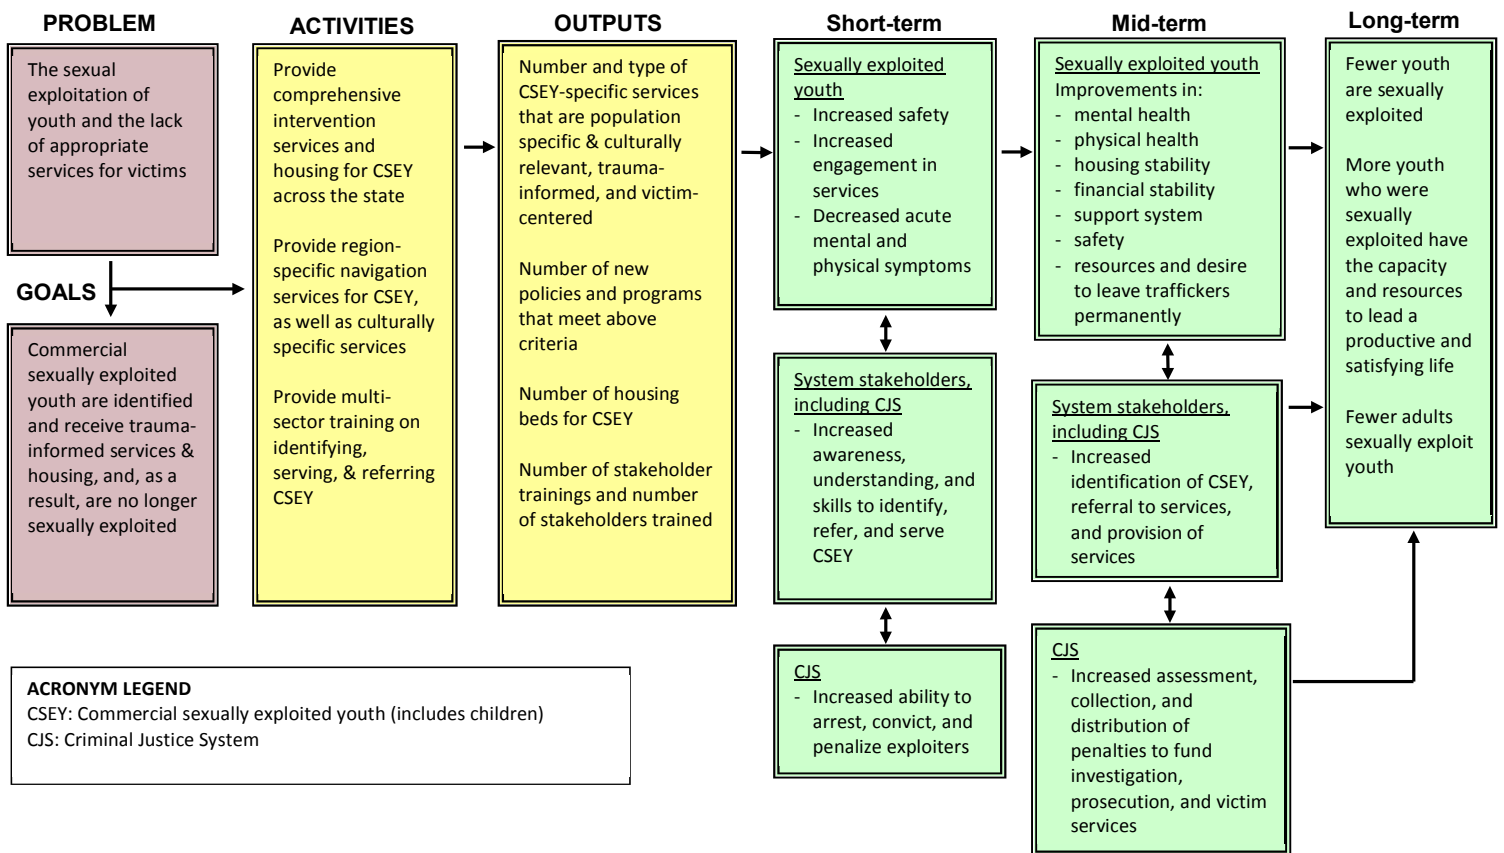 PROBLEM
The sexual
exploitation of
youth and the lack
of appropriate
services for victims
GOALS
Commercial
sexually exploited
youth are identified
and receive trauma-
informed services &
housing, and, as a
result, are no longer
sexually exploited
ACTIVITIES
Provide
comprehensive
intervention
services and
housing for CSEY
across the state
Provide region-
specific navigation
services for CSEY,
as well as culturally
specific services
Provide multi-
sector training on
identifying,
serving, & referring
CSEY
OUTPUTS
Number and type of
CSEY-specific services
that are population
specific & culturally
relevant, trauma-
informed, and victim-
centered
Number of new
policies and programs
that meet above
criteria
Number of housing
beds for CSEY
Number of stakeholder
trainings and number
of stakeholders trained
Short-term
Sexually exploited
youth
- Increased safety
- Increased
engagement in
services
- Decreased acute
mental and
physical symptoms
System stakeholders,
including CJS
- Increased
awareness,
understanding, and
skills to identify,
refer, and serve
CSEY
CJS
- Increased ability to
arrest, convict, and
penalize exploiters
Mid-term
Sexually exploited youth
Improvements in:
- mental health
- physical health
- housing stability
- financial stability
- support system
- safety
- resources and desire
to leave traffickers
permanently
System stakeholders,
including CJS
- Increased
identification of CSEY,
referral to services,
and provision of
services
CJS
- Increased assessment,
collection, and
distribution of
penalties to fund
investigation,
prosecution, and victim
services
Long-term
Fewer youth
are sexually
exploited
More youth
who were
sexually
exploited have
the capacity
and resources
to lead a
productive and
satisfying life
Fewer adults
sexually exploit
youth
ACRONYM LEGEND
CSEY: Commercial sexually exploited youth (includes children)
CJS: Criminal Justice System